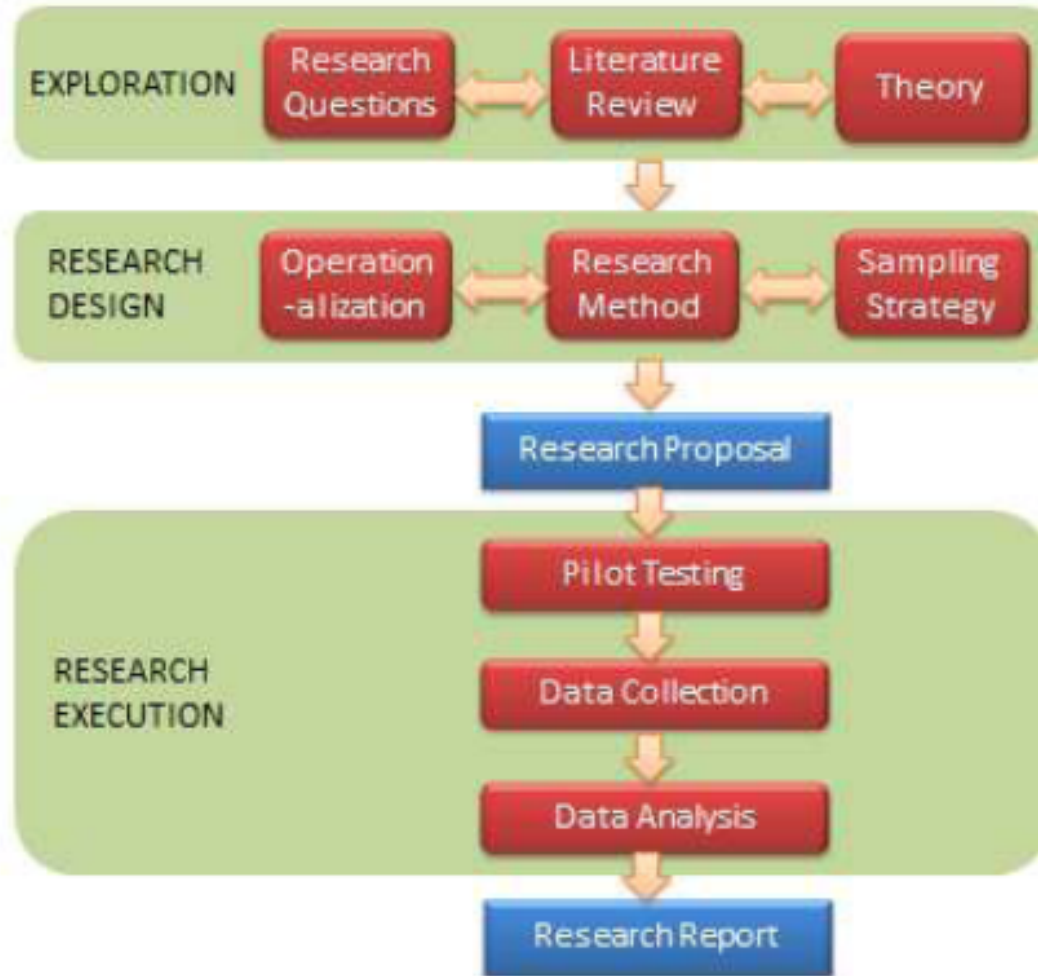 EXPLORATION
Research
Questions
Literature
Review
Theory
RESEARCH
DESIGN
Operation
-alization
Research
Method
Sampling
Strategy
Research Proposal
RESEARCH
EXECUTION
Pilot Testing
Data Collection
Data Analysis
Research Report